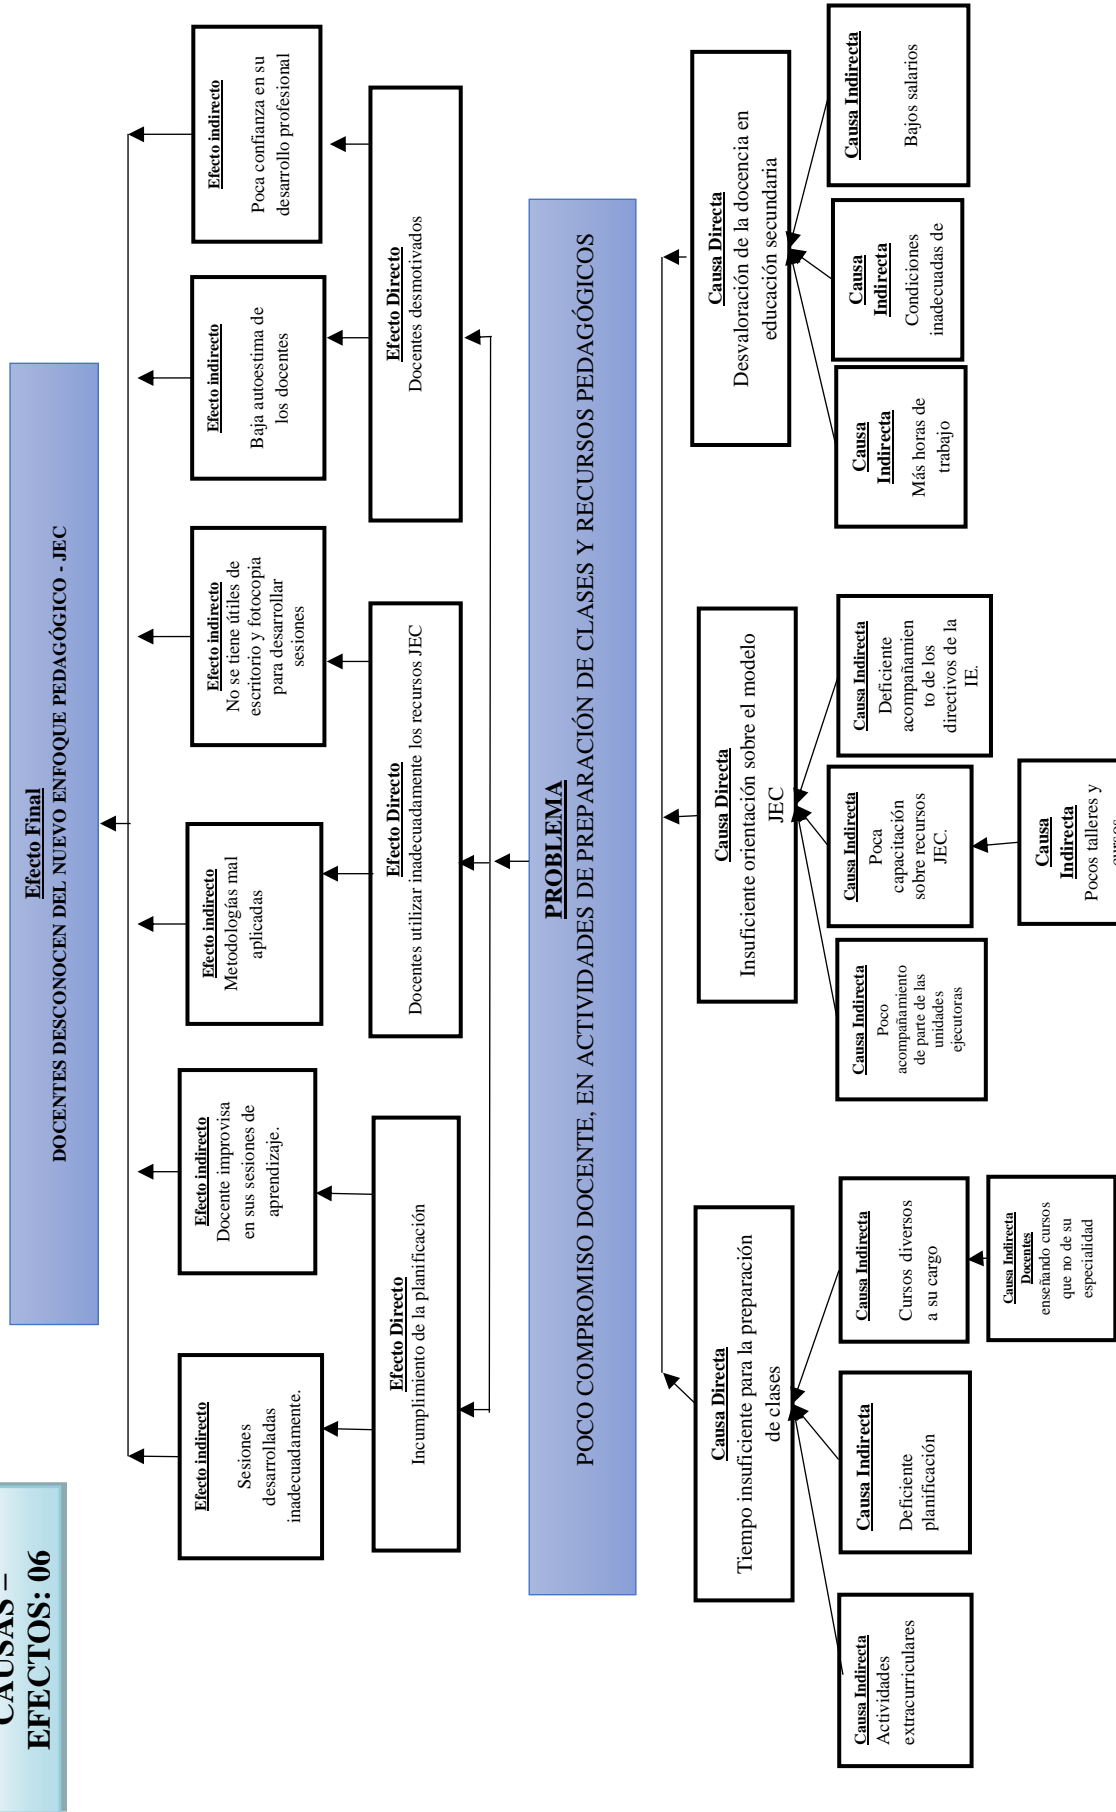 CAUSAS –
EFECTOS: 06
Efecto Final
DOCENTES DESCONOCEN DEL NUEVO ENFOQUE PEDAGÓGICO - JEC
Efecto indirecto
Sesiones
desarrolladas
inadecuadamente.
Efecto indirecto
Docente improvisa
en sus sesiones de
aprendizaje.
Efecto indirecto
Metodologías mal
aplicadas
Efecto indirecto
No se tiene útiles de
escritorio y fotocopia
para desarrollar
sesiones
Efecto indirecto
Baja autoestima de
los docentes
Efecto indirecto
Poca confianza en su
desarrollo profesional
Efecto Directo
Incumplimiento de la planificación
Efecto Directo
Docentes utilizar inadecuadamente los recursos JEC
Efecto Directo
Docentes desmotivados
PROBLEMA
POCO COMPROMISO DOCENTE, EN ACTIVIDADES DE PREPARACIÓN DE CLASES Y RECURSOS PEDAGÓGICOS
Causa Directa
Tiempo insuficiente para la preparación
de clases
Causa Directa
Insuficiente orientación sobre el modelo
JEC
Causa Directa
Desvaloración de la docencia en
educación secundaria
Causa Indirecta
Actividades
extracurriculares
Causa Indirecta
Deficiente
planificación
Causa Indirecta
Cursos diversos
a su cargo
Causa Indirecta
Poco
acompañamiento
de parte de las
unidades
ejecutoras
Causa Indirecta
Poca
capacitación
sobre recursos
JEC.
Causa Indirecta
Deficiente
acompañamien
to de los
directivos de la
IE.
Causa
Indirecta
Más horas de
trabajo
Causa
Indirecta
Condiciones
inadecuadas de
Causa Indirecta
Bajos salarios
Causa Indirecta
Docentes
enseñando cursos
que no de su
especialidad
Causa
Indirecta
Pocos talleres y
cursos